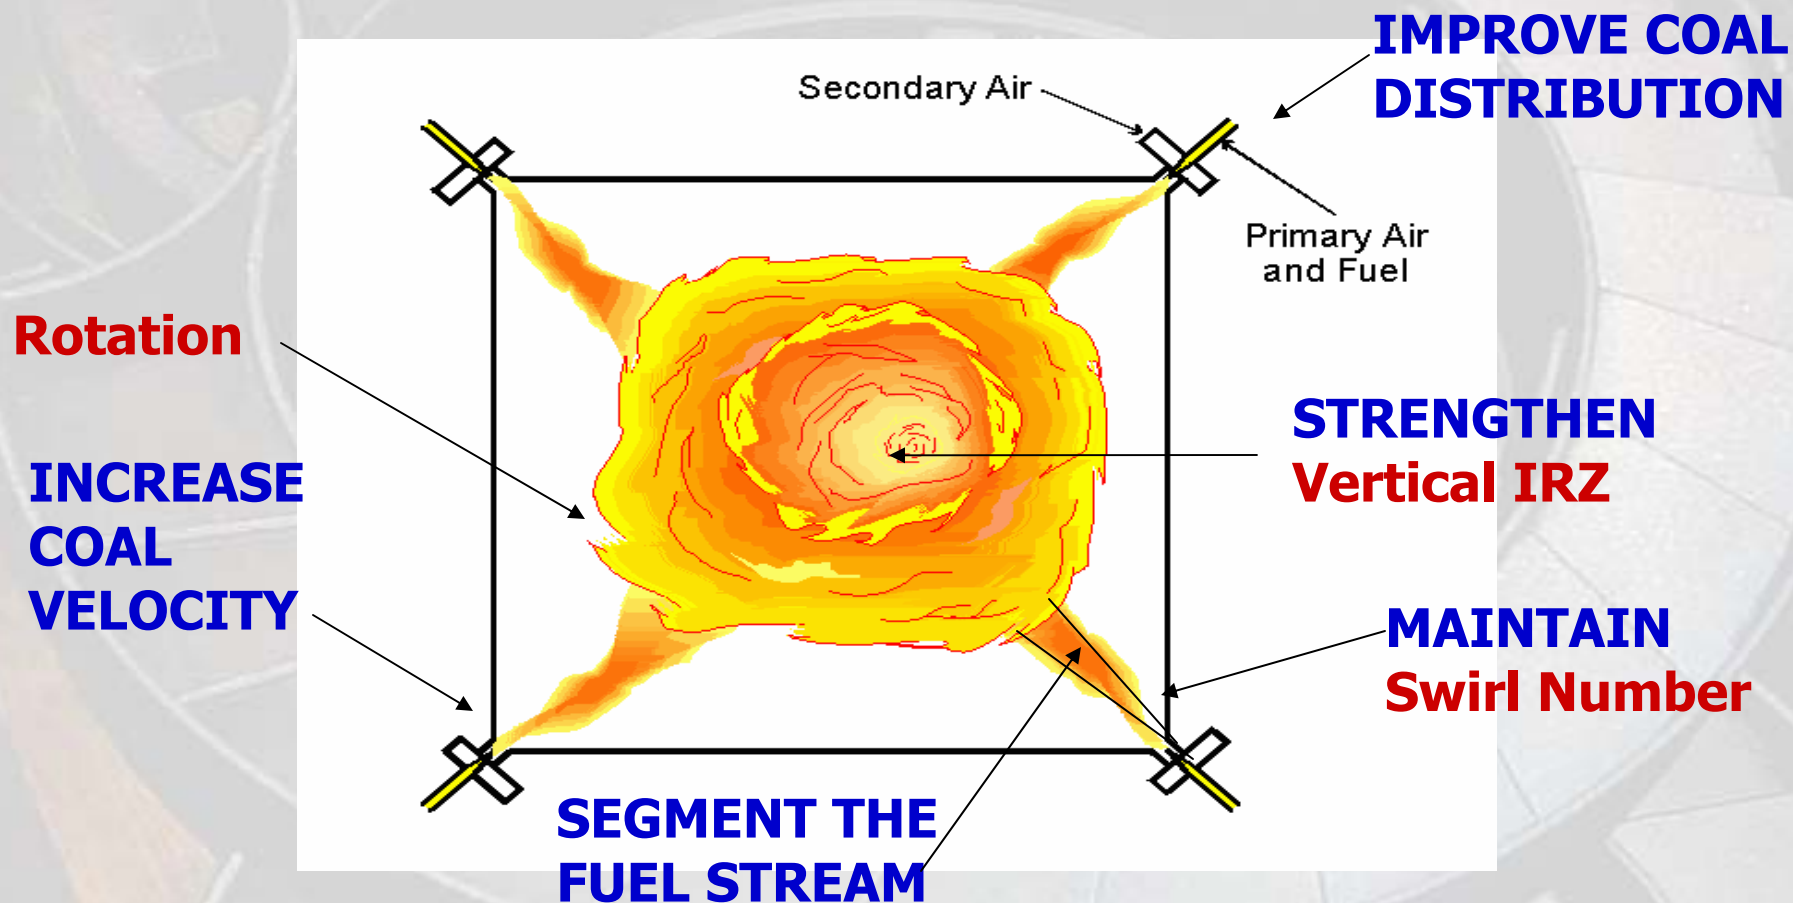 IMPROVE COAL
DISTRIBUTION
Secondary Air
Primary Air
and Fuel
Rotation
STRENGTHEN
Vertical IRZ
INCREASE
COAL
VELOCITY
MAINTAIN
Swirl Number
SEGMENT THE
FUEL STREAM